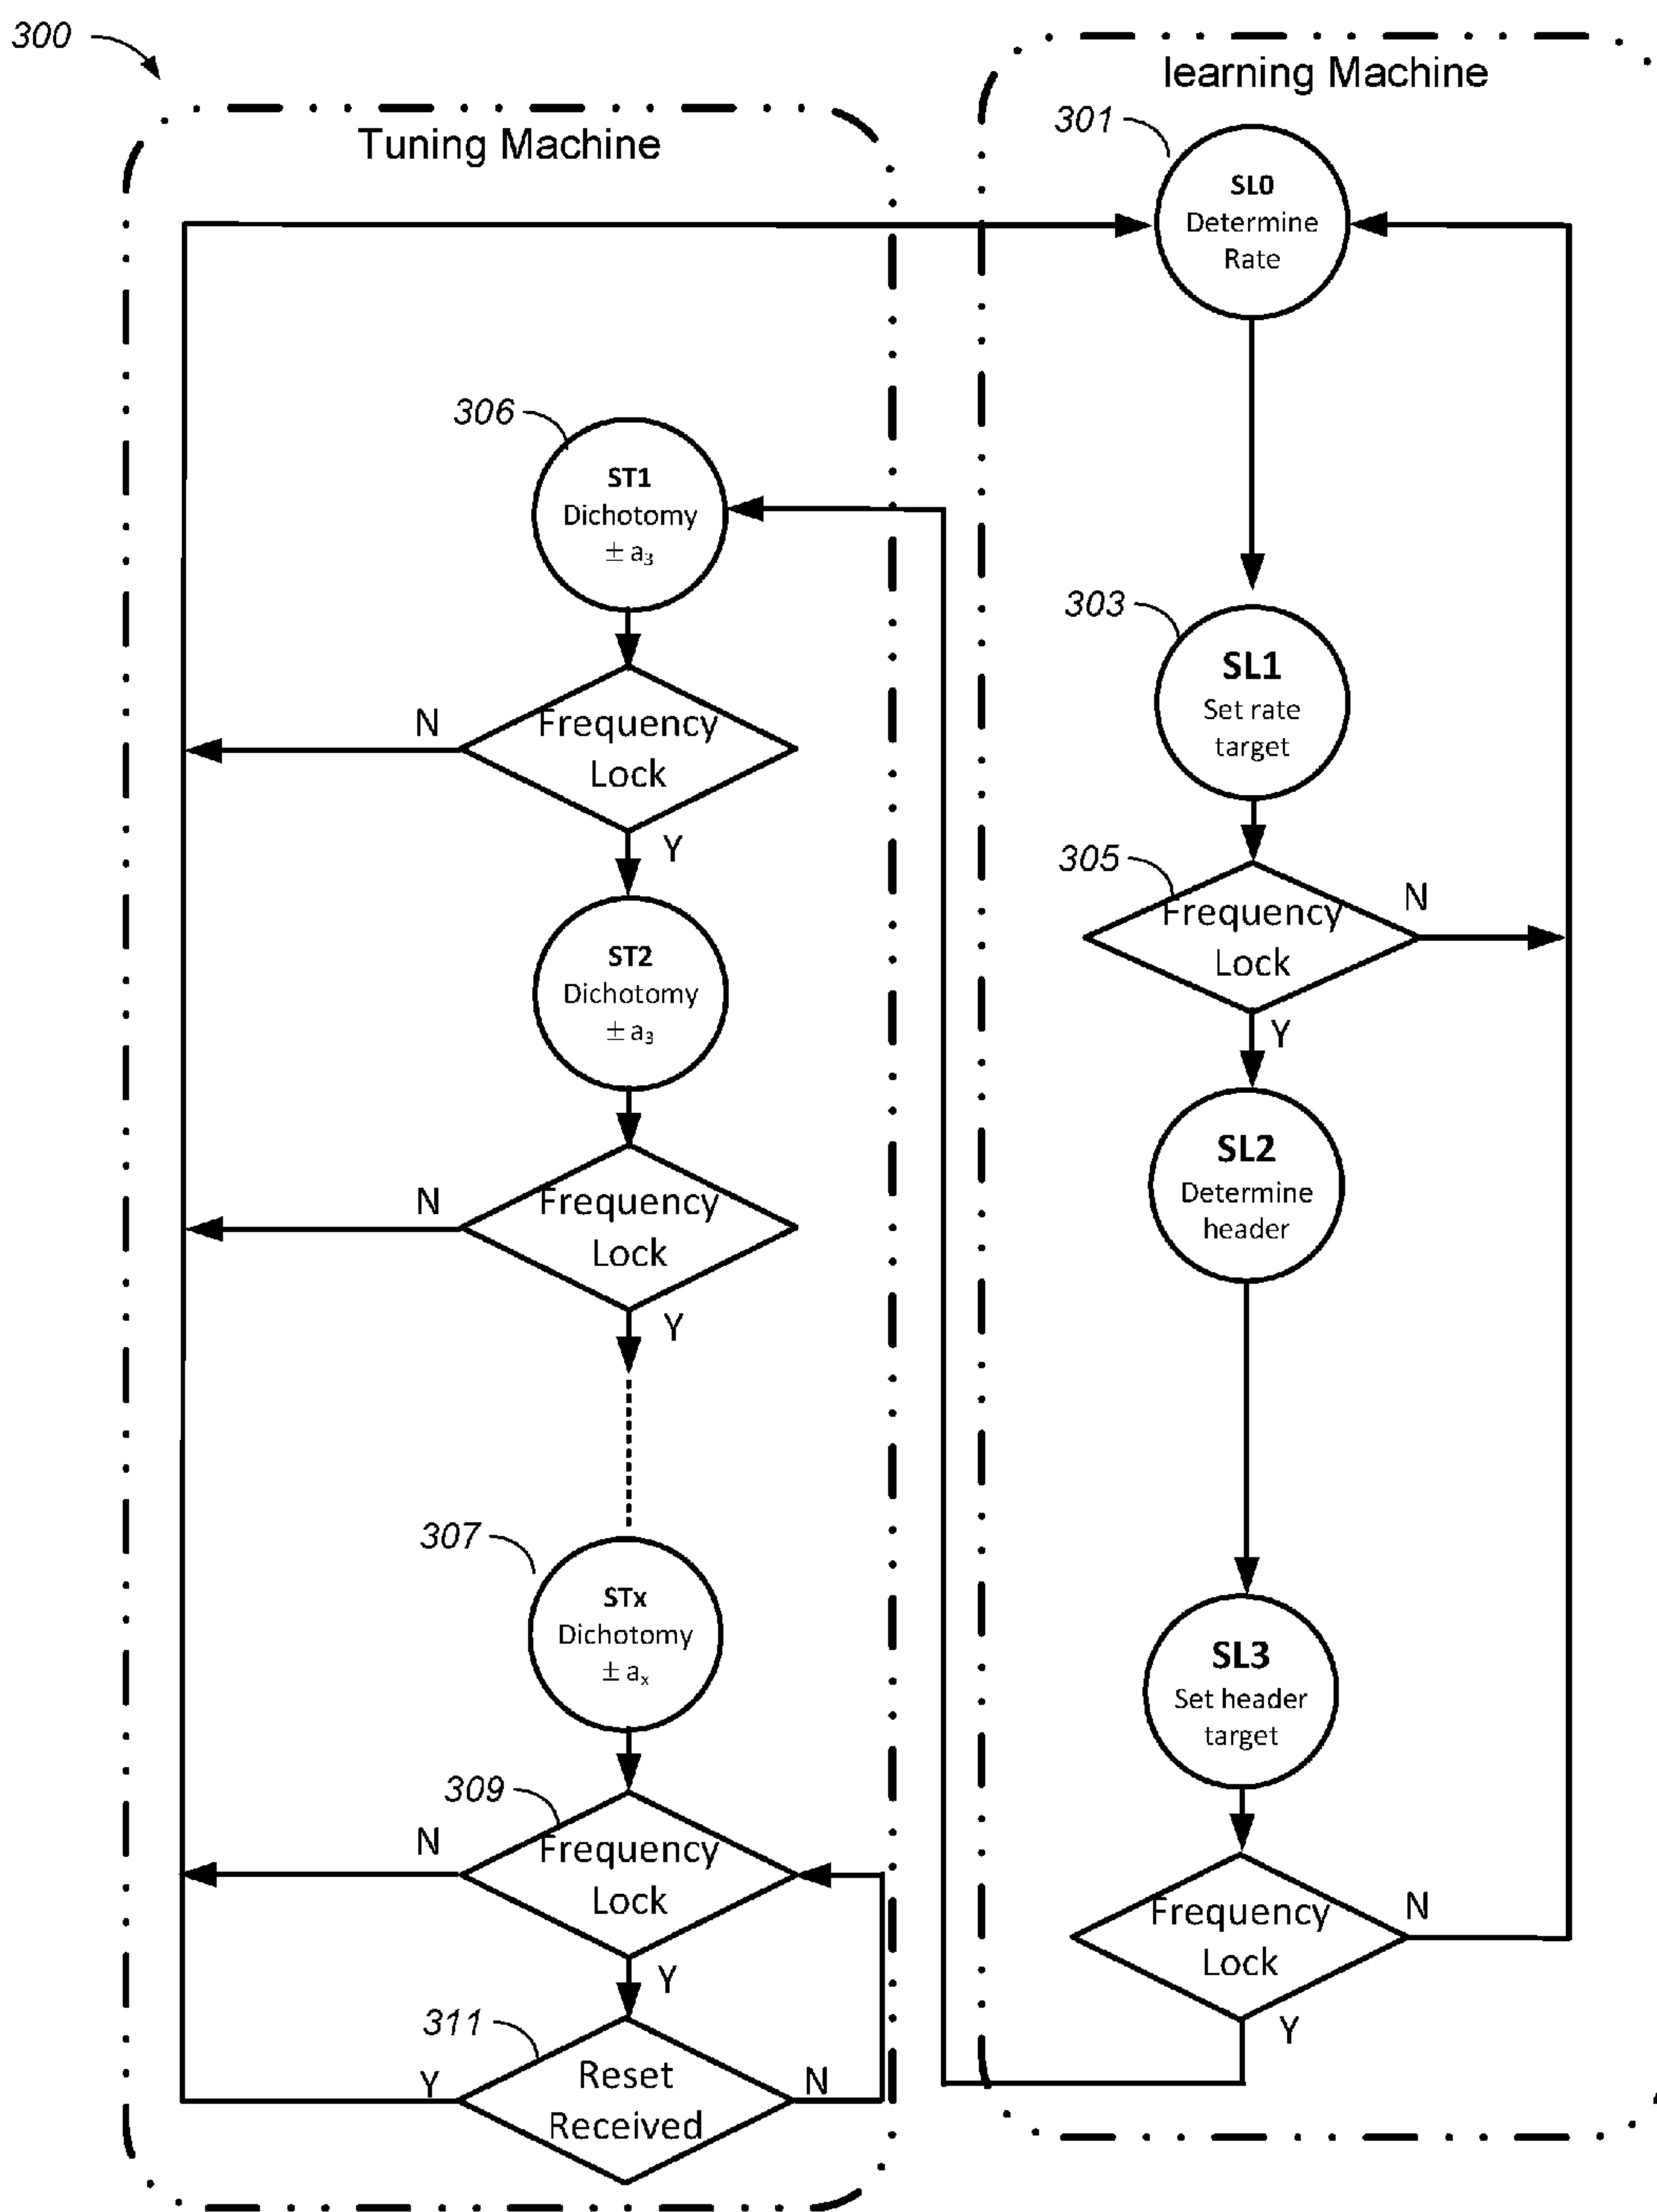 300
learning Machine
Tuning Machine
301
SL0
Determine
Rate
306
ST1
Dichotomy
± a₃
303
SL1
Set rate
target
N
Frequency
Lock
Y
305
Frequency
Lock
N
Y
ST2
Dichotomy
± a₃
SL2
Determine
header
N
Frequency
Lock
Y
307
STx
Dichotomy
± aₓ
SL3
Set header
target
309
N
Frequency
Lock
Y
Frequency
Lock
N
Y
311
Y
Reset
Received
N